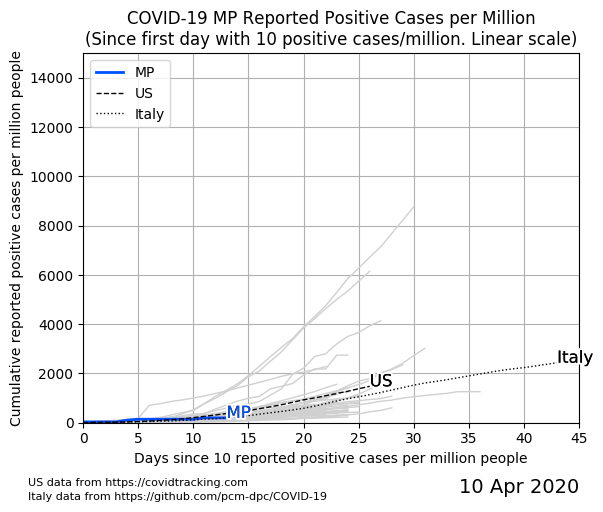 COVID-19 MP Reported Positive Cases per Million
(Since first day with 10 positive cases/million. Linear scale)
Cumulative reported positive cases per million people
14000
12000
10000
8000
6000
4000
2000
0
MP
US
Italy
MP
US
Italy
0 5 10 15 20 25 30 35 40 45
Days since 10 reported positive cases per million people
US data from https://covidtracking.com
Italy data from https://github.com/pcm-dpc/COVID-19
10 Apr 2020